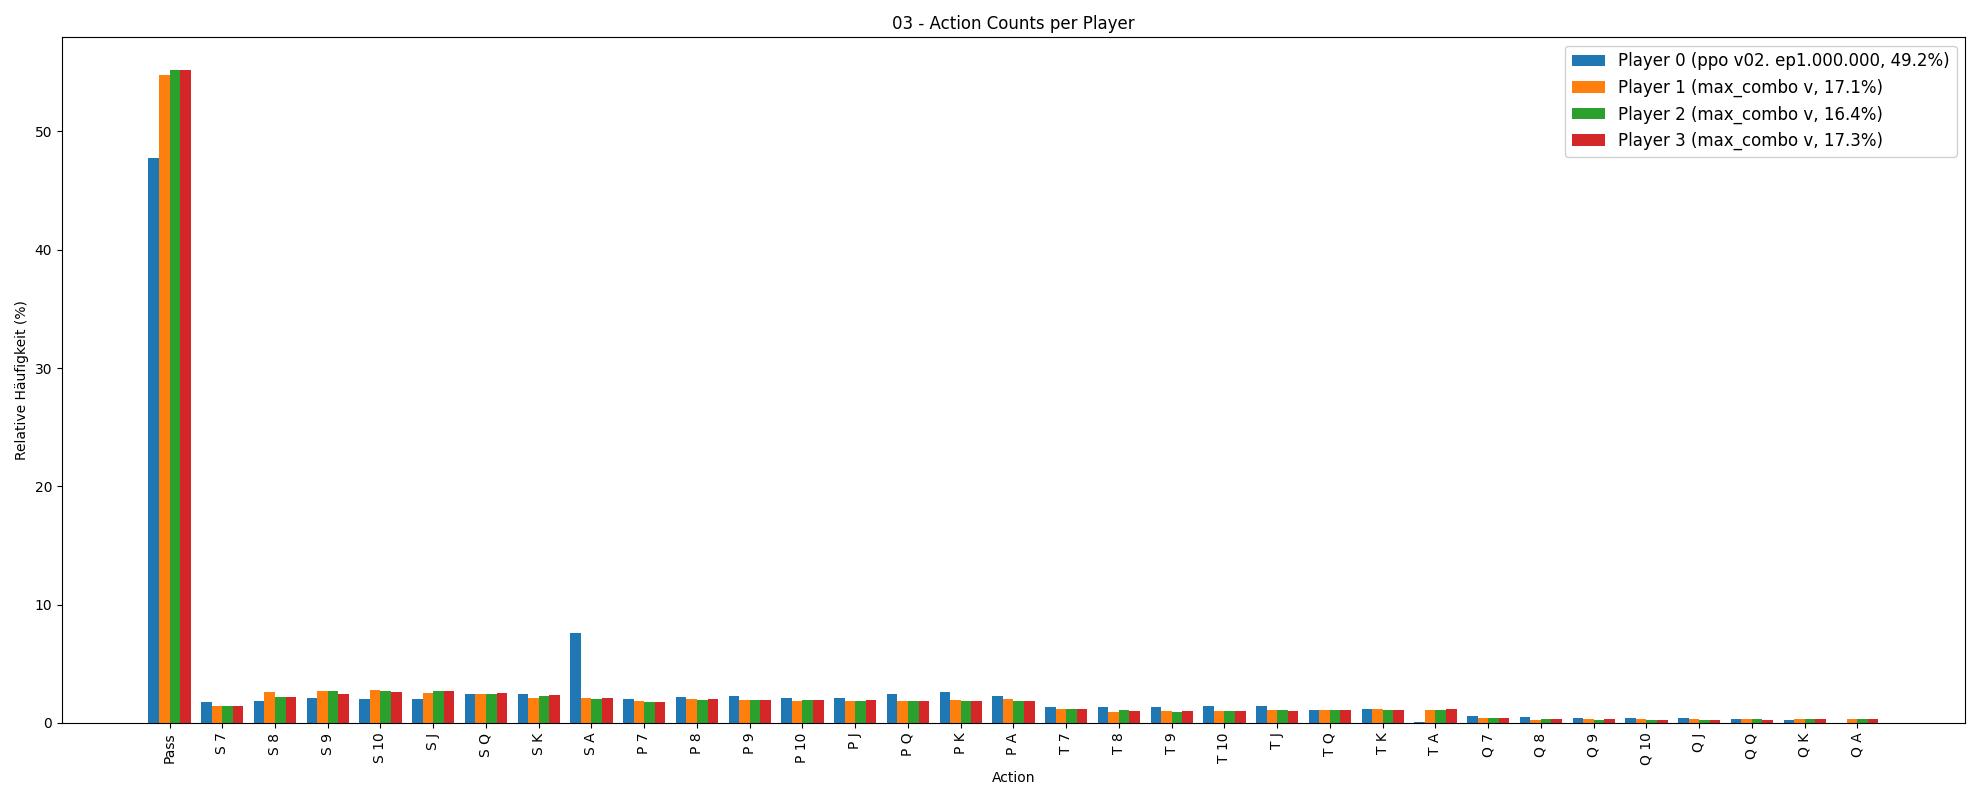 03 - Action Counts per Player
Player 0 (ppo v02. ep1.000.000, 49.2%)
Player 1 (max_combo v, 17.1%)
Player 2 (max_combo v, 16.4%)
Player 3 (max_combo v, 17.3%)
Relative Häufigkeit (%)
50
40
30
20
10
0
Pass
S 7
S 8
S 9
S 10
S J
S Q
S K
S A
P 7
P 8
P 9
P 10
P J
P Q
P K
P A
T 7
T 8
T 9
T 10
T J
T Q
T K
T A
Q 7
Q 8
Q 9
Q 10
Q J
Q Q
Q K
Q A
Action